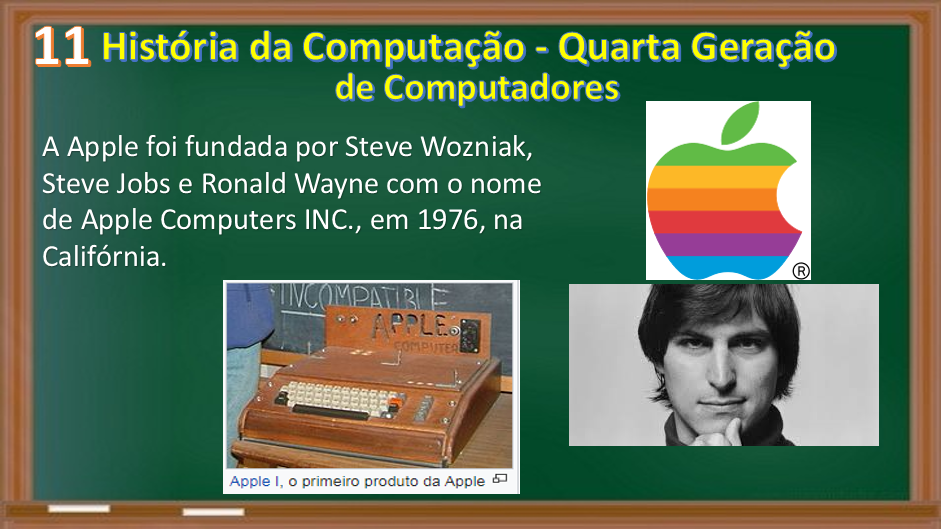 11 História da Computação - Quarta Geração
de Computadores
A Apple foi fundada por Steve Wozniak,
Steve Jobs e Ronald Wayne com o nome
de Apple Computers INC., em 1976, na
Califórnia.
®
INCOMPATIBLE
APPLE
COMPUTER
Apple I, o primeiro produto da Apple